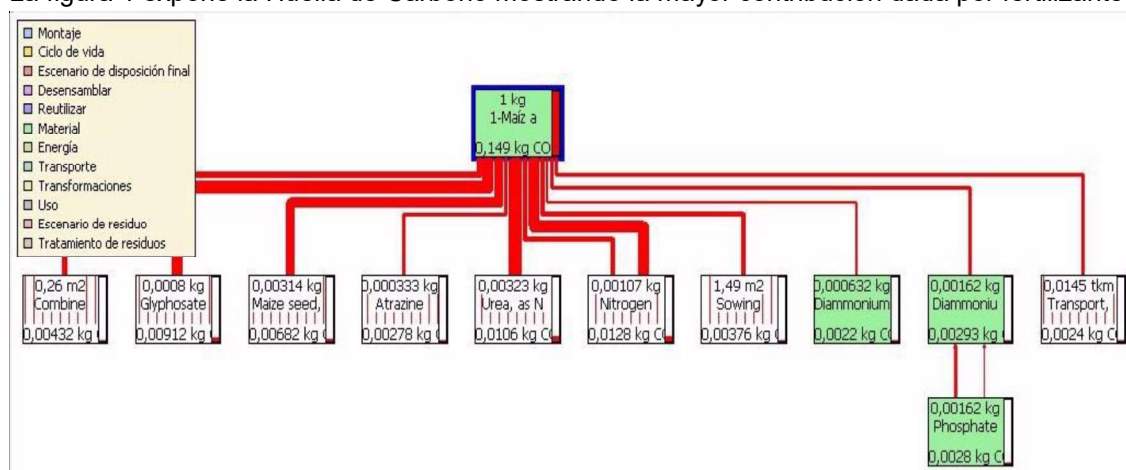 La figura 4 expone la Huella de Carbono mostrando la mayor contribución dada por fertilizante
Montaje
Ciclo de vida
Escenario de disposición final
Desensamblar
Reutilizar
Material
Energía
Transporte
Transformaciones
Uso
Escenario de residuo
Tratamiento de residuos
1 kg
1-Maíz a
0,149 kg CO
0,26 m2
Combine
0,00432 kg
0,0008 kg
Glyphosate
0,00912 kg
0,00314 kg
Maize seed,
0,00682 kg
0,000333 kg
Atrazine
0,00278 kg
0,00323 kg
Urea, as N
0,0106 kg C
0,00107 kg
Nitrogen
0,0128 kg C
1,49 m2
Sowing
0,00376 kg
0,000632 kg
Diammonium
0,0022 kg C
0,00162 kg
Diammoniu
0,00293 kg
0,0145 tkm
Transport,
0,0024 kg C
0,00162 kg
Phosphate
0,0028 kg C